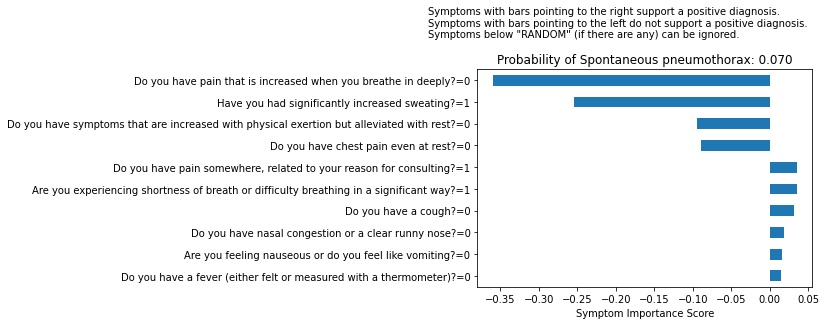 Symptoms with bars pointing to the right support a positive diagnosis.
Symptoms with bars pointing to the left do not support a positive diagnosis.
Symptoms below "RANDOM" (if there are any) can be ignored.
Probability of Spontaneous pneumothorax: 0.070
Do you have pain that is increased when you breathe in deeply?=0
Have you had significantly increased sweating?=1
Do you have symptoms that are increased with physical exertion but alleviated with rest?=0
Do you have chest pain even at rest?=0
Do you have pain somewhere, related to your reason for consulting?=1
Are you experiencing shortness of breath or difficulty breathing in a significant way?=1
Do you have a cough?=0
Do you have nasal congestion or a clear runny nose?=0
Are you feeling nauseous or do you feel like vomiting?=0
Do you have a fever (either felt or measured with a thermometer)?=0
−0.35 −0.30 −0.25 −0.20 −0.15 −0.10 −0.05 0.00 0.05
Symptom Importance Score